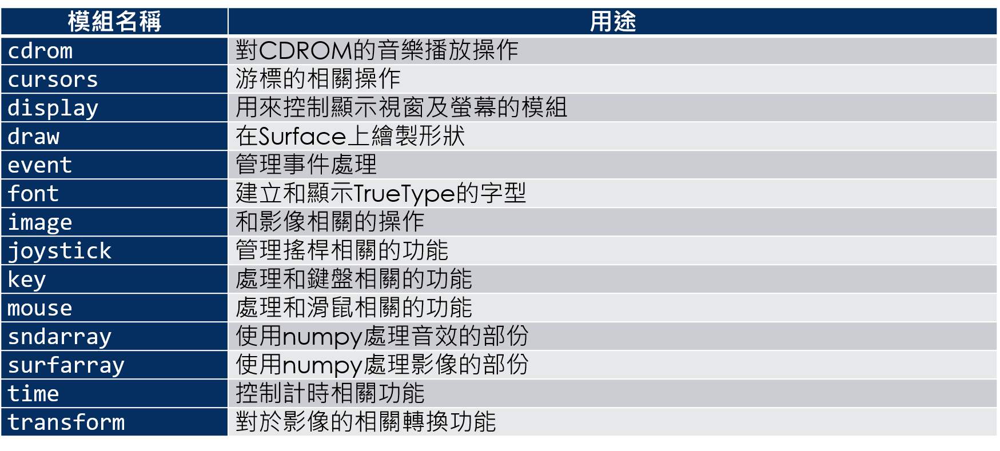 模組名稱 用途
cdrom 對CDROM的音樂播放操作
cursors 游標的相關操作
display 用來控制顯示視窗及螢幕的模組
draw 在Surface上繪製形狀
event 管理事件處理
font 建立和顯示TrueType的字型
image 和影像相關的操作
joystick 管理搖桿相關的功能
key 處理和鍵盤相關的功能
mouse 處理和滑鼠相關的功能
sndarray 使用numpy處理音效的部份
surfarray 使用numpy處理影像的部份
time 控制計時相關功能
transform 對於影像的相關轉換功能